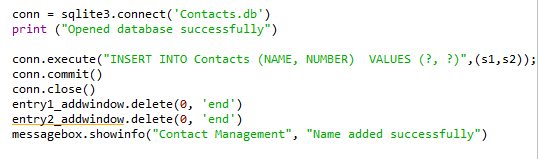 conn = sqlite3.connect('Contacts.db')
print ("Opened database successfully")
conn.execute("INSERT INTO Contacts (NAME, NUMBER)  VALUES (?, ?)",(s1,s2));
conn.commit()
conn.close()
entry1_addwindow.delete(0, 'end')
entry2_addwindow.delete(0, 'end')
messagebox.showinfo("Contact Management", "Name added successfully")